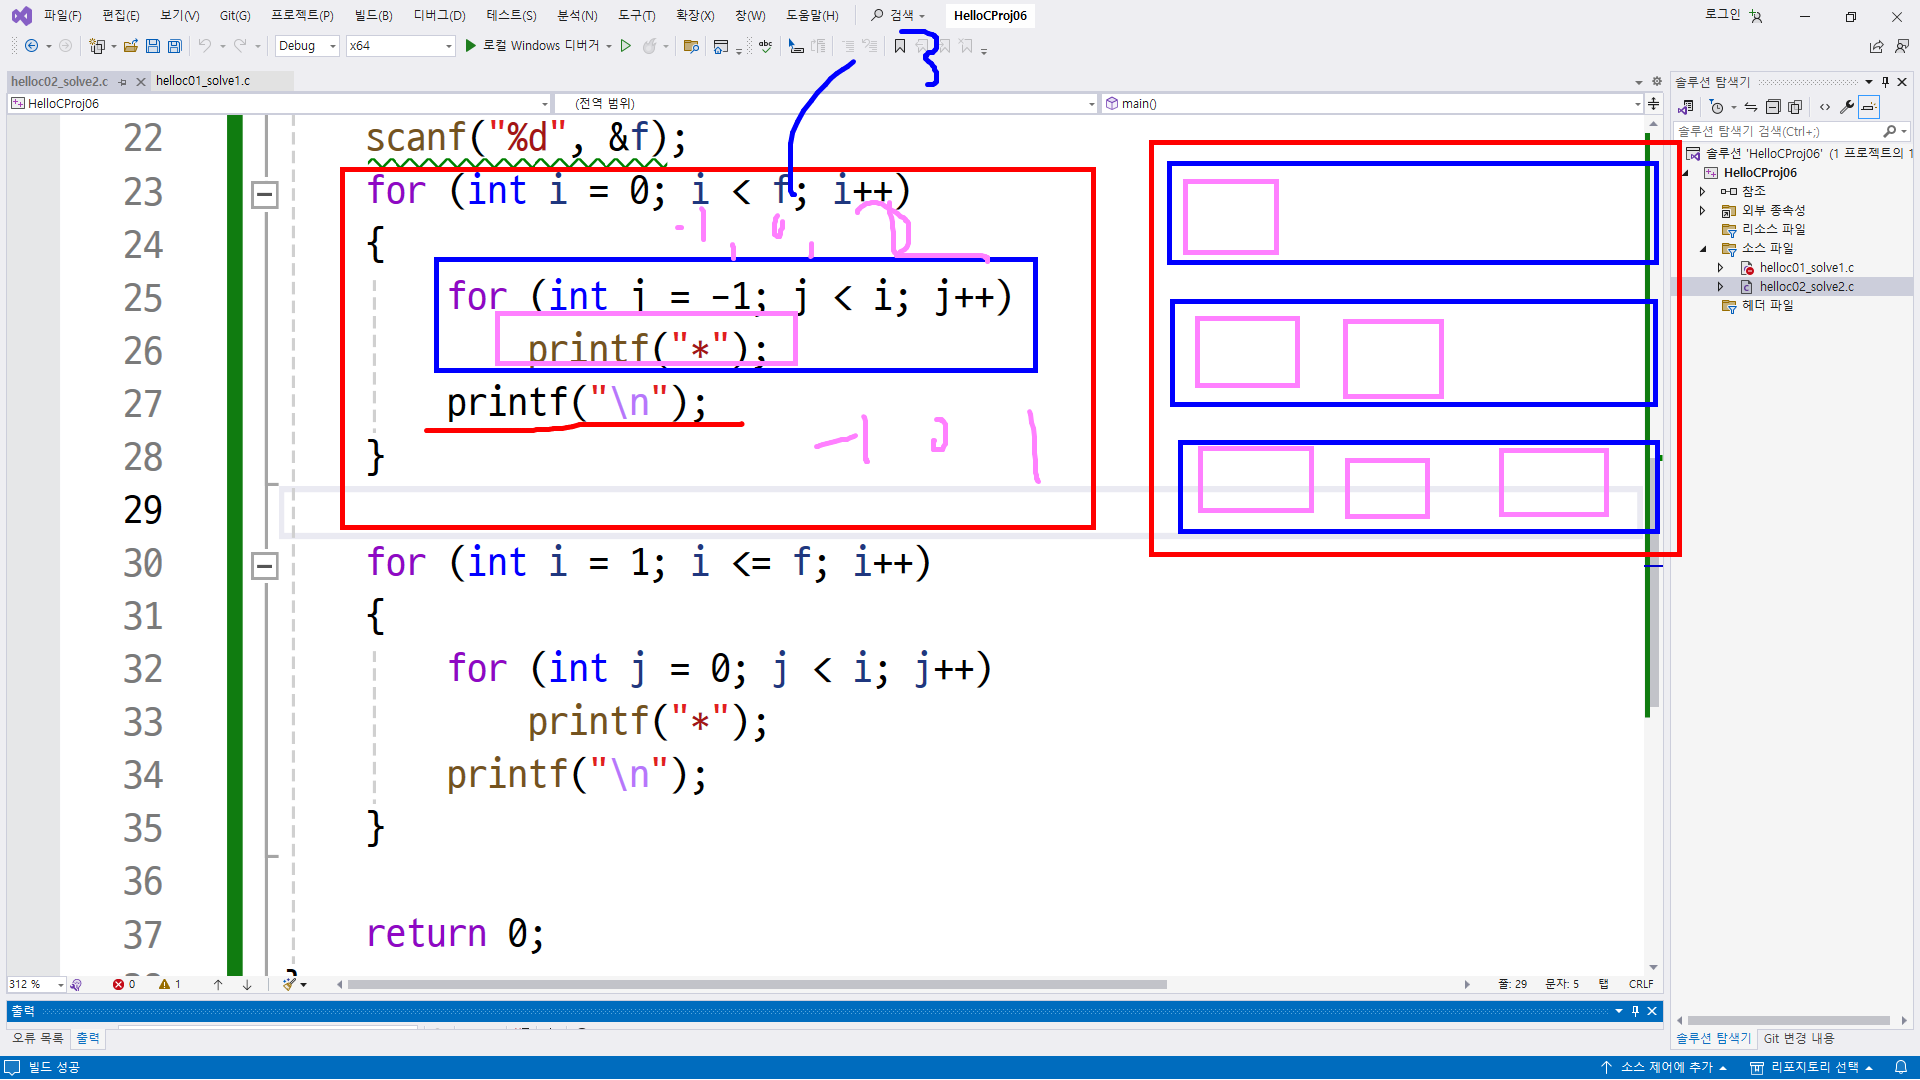 파일(F) 편집(E) 보기(V) Git(G) 프로젝트(P) 빌드(B) 디버그(D) 테스트(S) 분석(N) 도구(T) 확장(X) 창(W) 도움말(H) 검색 HelloCProj06 로그인
Debug x64 로컬 Windows 디버거
3
helloc02_solve2.c helloc01_solve1.c
HelloCProj06 (전역 범위) main()
22 scanf("%d", &f);
23 for (int i = 0; i < f; i++)
-1, 0, 2
24 {
25 for (int j = -1; j < i; j++)
26 printf("*");
27 printf("\n");
-1 0 1
28 }
29
30 for (int i = 1; i <= f; i++)
31 {
32 for (int j = 0; j < i; j++)
33 printf("*");
34 printf("\n");
35 }
36
37 return 0;
312 % 0 1 줄: 29 문자: 5 탭 CRLF
출력
오류 목록 출력
빌드 성공
솔루션 탐색기
솔루션 탐색기 검색(Ctrl+;)
솔루션 'HelloCProj06' (1 프로젝트의 1
HelloCProj06
참조
외부 종속성
리소스 파일
소스 파일
helloc01_solve1.c
helloc02_solve2.c
헤더 파일
솔루션 탐색기 Git 변경 내용
소스 제어에 추가 리포지토리 선택